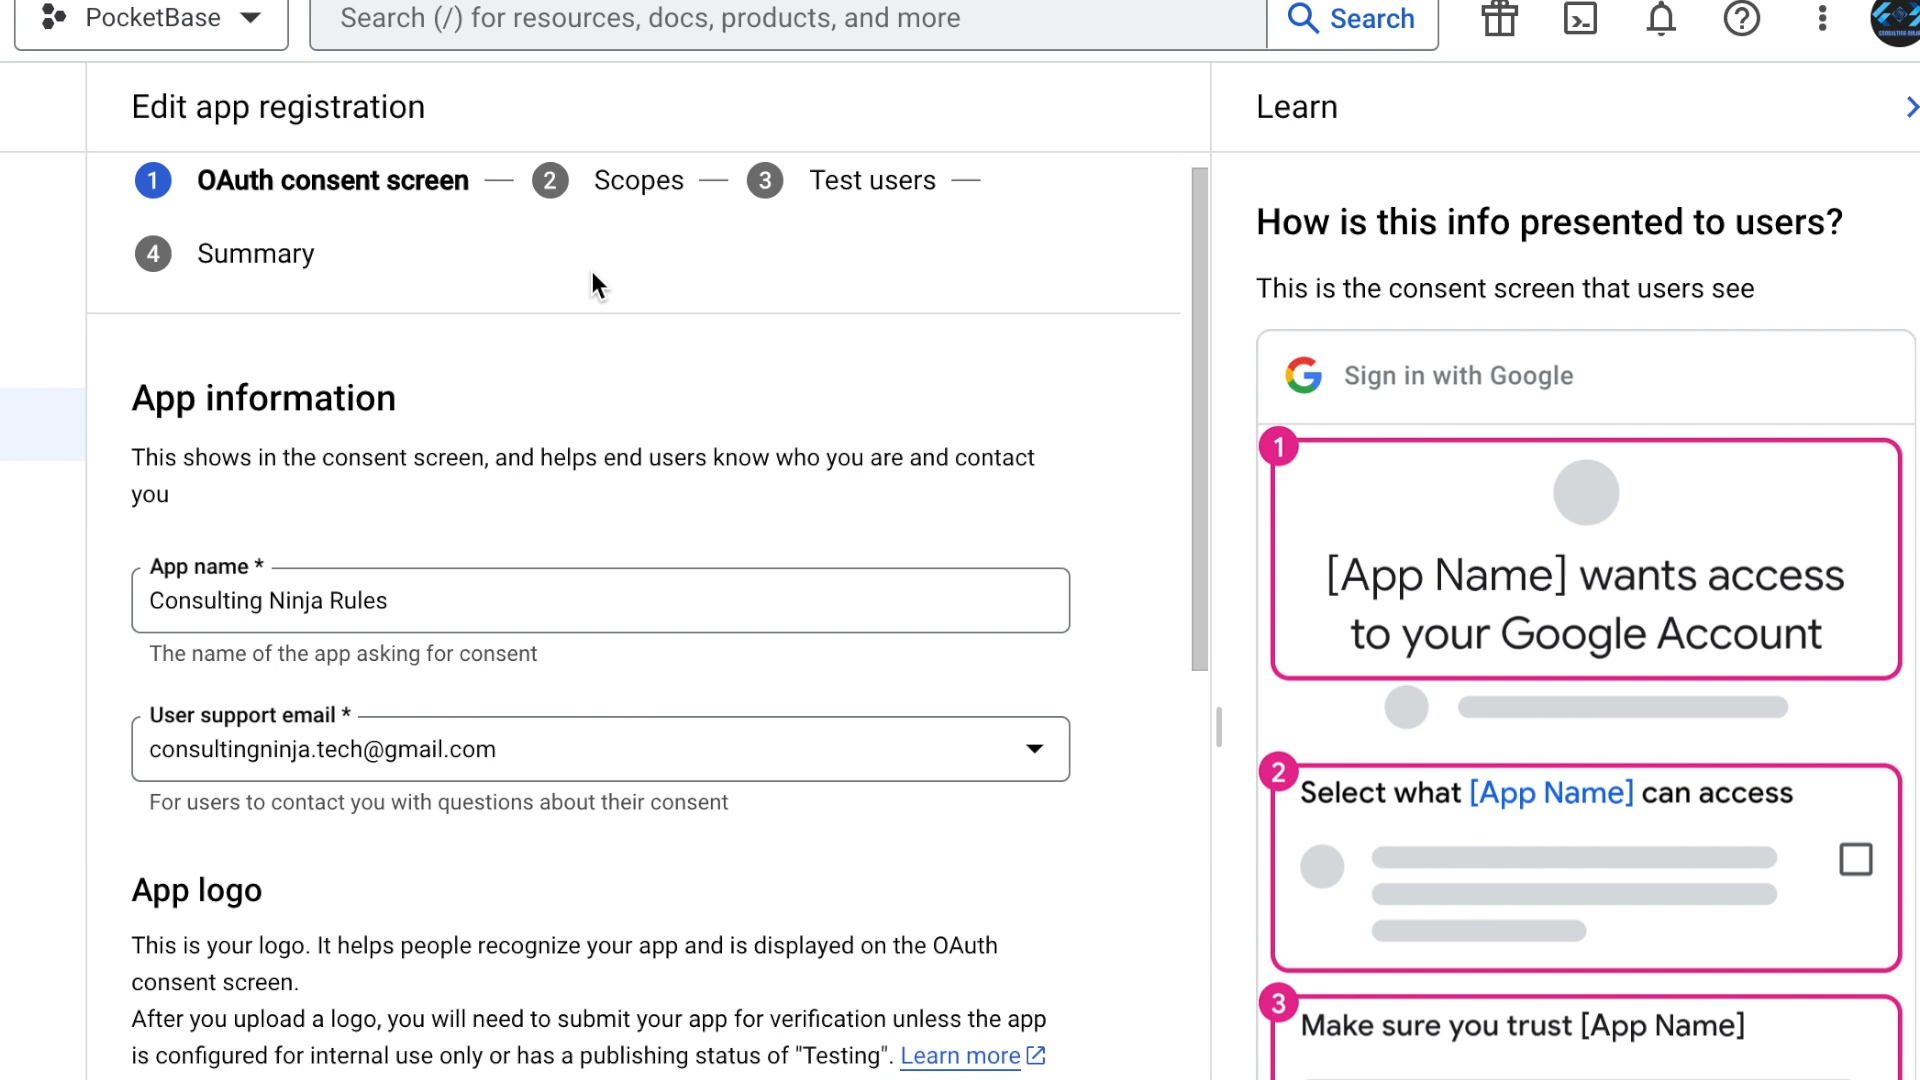 PocketBase
Search (/) for resources, docs, products, and more
Search
Edit app registration
1 OAuth consent screen — 2 Scopes — 3 Test users —
4 Summary
App information
This shows in the consent screen, and helps end users know who you are and contact
you
App name *
Consulting Ninja Rules
The name of the app asking for consent
User support email *
consultingninja.tech@gmail.com
For users to contact you with questions about their consent
App logo
This is your logo. It helps people recognize your app and is displayed on the OAuth
consent screen.
After you upload a logo, you will need to submit your app for verification unless the app
is configured for internal use only or has a publishing status of "Testing". Learn more
Learn
How is this info presented to users?
This is the consent screen that users see
Sign in with Google
1
[App Name] wants access
to your Google Account
2
Select what [App Name] can access
3
Make sure you trust [App Name]